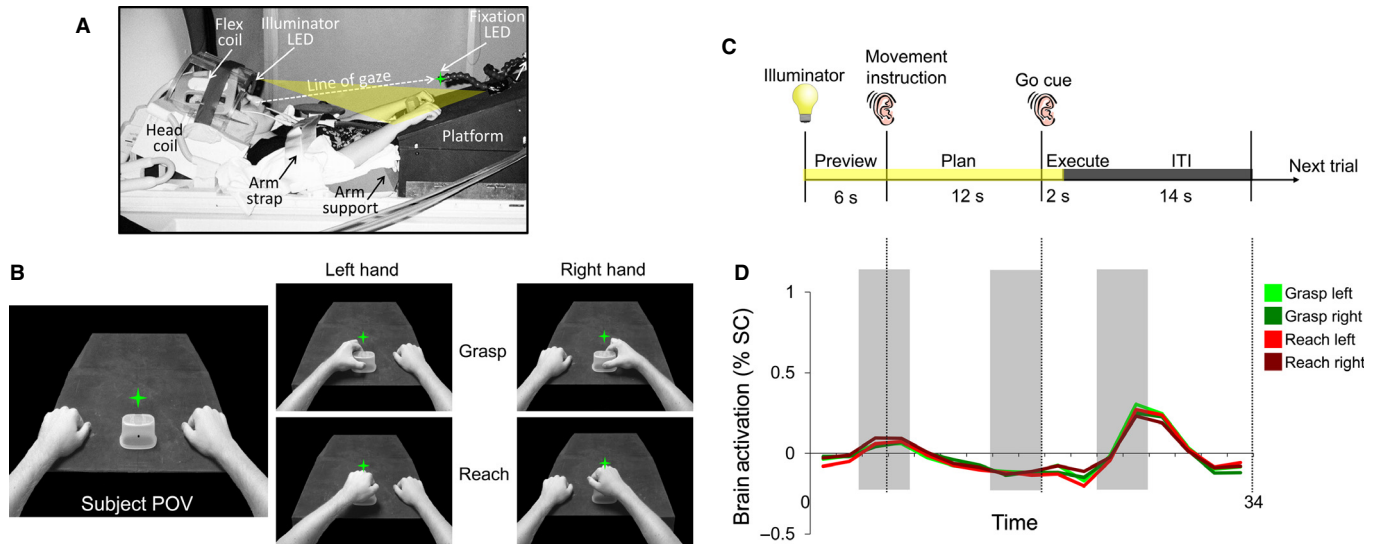 A
Flex
coil
Illuminator
LED
Fixation
LED
Line of gaze
Head
coil
Platform
Arm
strap
Arm
support
B
Left hand
Right hand
Grasp
Reach
Subject POV
C
Illuminator
Movement
instruction
Go cue
Preview
Plan
Execute
ITI
Next trial
6 s
12 s
2 s
14 s
D
Brain activation (% SC)
1
0.5
0
–0.5
0
34
Time
Grasp left
Grasp right
Reach left
Reach right